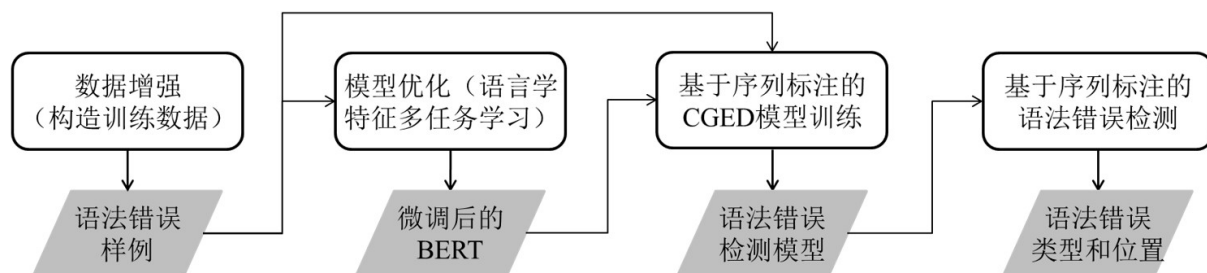 数据增强
（构造训练数据）
模型优化（语言学
特征多任务学习）
基于序列标注的
CGED模型训练
基于序列标注的
语法错误检测
语法错误
样例
微调后的
BERT
语法错误
检测模型
语法错误
类型和位置